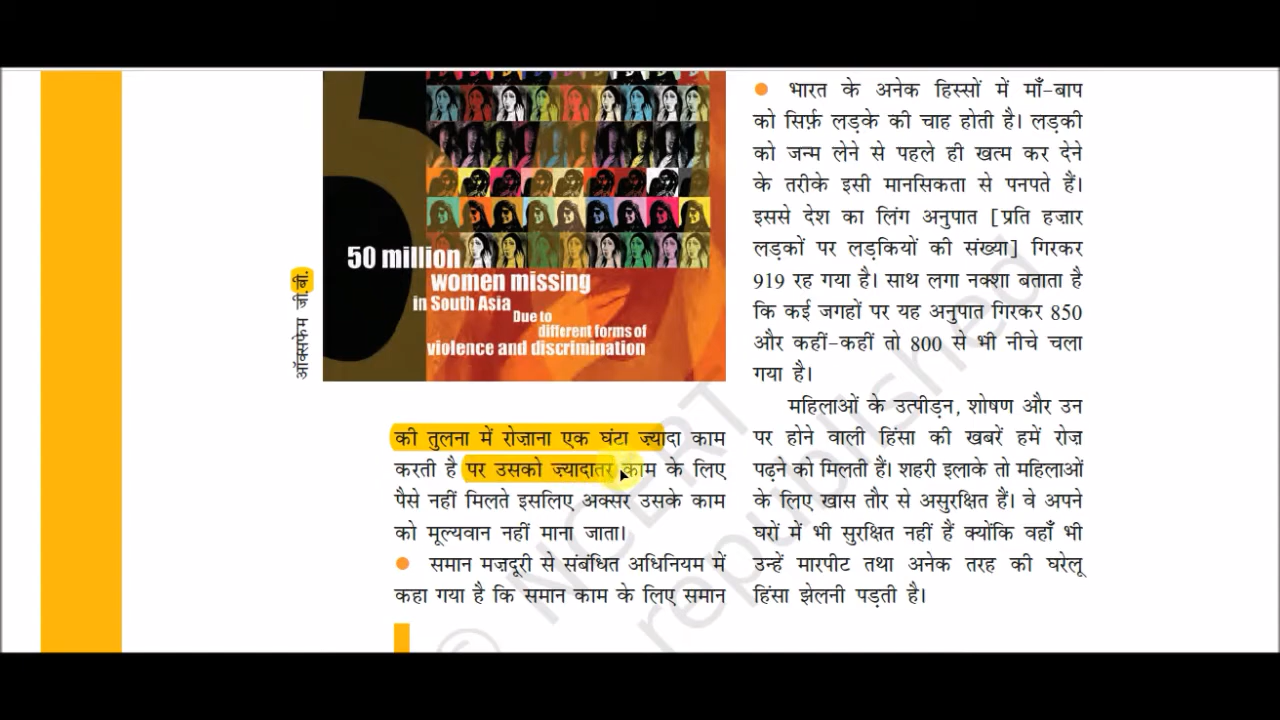 50 million
women missing
in South Asia
Due to
different forms of
violence and discrimination
ऑक्सफेम जी.बी.
की तुलना में रोज़ाना एक घंटा ज़्यादा काम
करती है पर उसको ज़्यादातर काम के लिए
पैसे नहीं मिलते इसलिए अक्सर उसके काम
को मूल्यवान नहीं माना जाता।
● समान मज़दूरी से संबंधित अधिनियम में
कहा गया है कि समान काम के लिए समान
● भारत के अनेक हिस्सों में माँ-बाप
को सिर्फ़ लड़के की चाह होती है। लड़की
को जन्म लेने से पहले ही खत्म कर देने
के तरीके इसी मानसिकता से पनपते हैं।
इससे देश का लिंग अनुपात [प्रति हज़ार
लड़कों पर लड़कियों की संख्या] गिरकर
919 रह गया है। साथ लगा नक्शा बताता है
कि कई जगहों पर यह अनुपात गिरकर 850
और कहीं-कहीं तो 800 से भी नीचे चला
गया है।
महिलाओं के उत्पीड़न, शोषण और उन
पर होने वाली हिंसा की खबरें हमें रोज़
पढ़ने को मिलती हैं। शहरी इलाके तो महिलाओं
के लिए खास तौर से असुरक्षित हैं। वे अपने
घरों में भी सुरक्षित नहीं हैं क्योंकि वहाँ भी
उन्हें मारपीट तथा अनेक तरह की घरेलू
हिंसा झेलनी पड़ती है।
© NCERT
republished